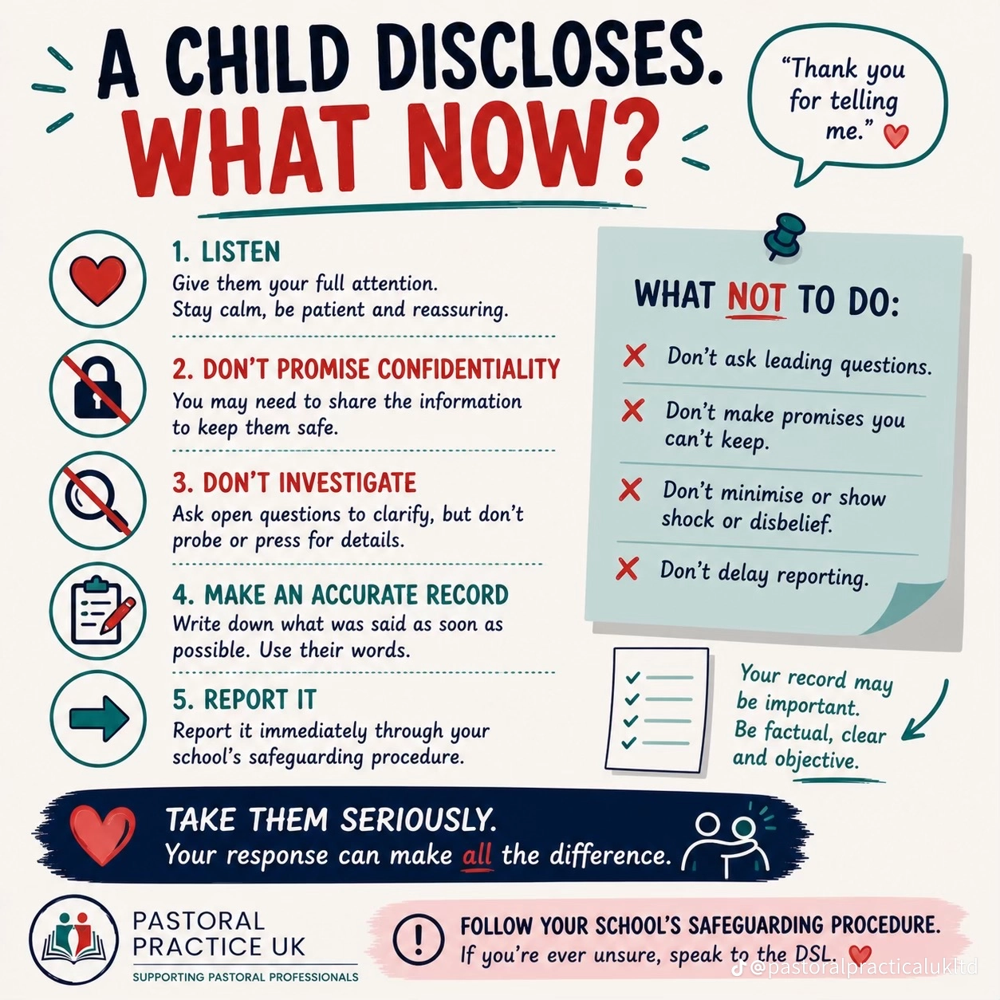 A CHILD DISCLOSES.
WHAT NOW?
“Thank you
for telling
me.”
1. LISTEN
Give them your full attention.
Stay calm, be patient and reassuring.
2. DON’T PROMISE CONFIDENTIALITY
You may need to share the information
to keep them safe.
3. DON’T INVESTIGATE
Ask open questions to clarify, but don’t
probe or press for details.
4. MAKE AN ACCURATE RECORD
Write down what was said as soon as
possible. Use their words.
5. REPORT IT
Report it immediately through your
school’s safeguarding procedure.
WHAT NOT TO DO:
Don’t ask leading questions.
Don’t make promises you
can’t keep.
Don’t minimise or show
shock or disbelief.
Don’t delay reporting.
Your record may
be important.
Be factual, clear
and objective.
TAKE THEM SERIOUSLY.
Your response can make all the difference.
PASTORAL
PRACTICE UK
SUPPORTING PASTORAL PROFESSIONALS
FOLLOW YOUR SCHOOL’S SAFEGUARDING PROCEDURE.
If you’re ever unsure, speak to the DSL.
@pastoralpracticalukltd